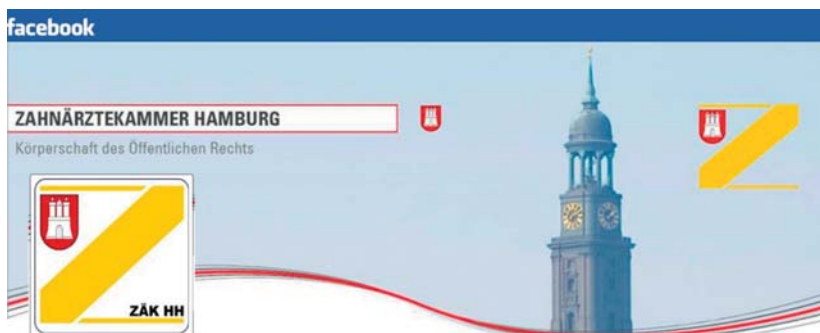 facebook
ZAHNÄRZTEKAMMER HAMBURG
Körperschaft des Öffentlichen Rechts
ZÄK HH